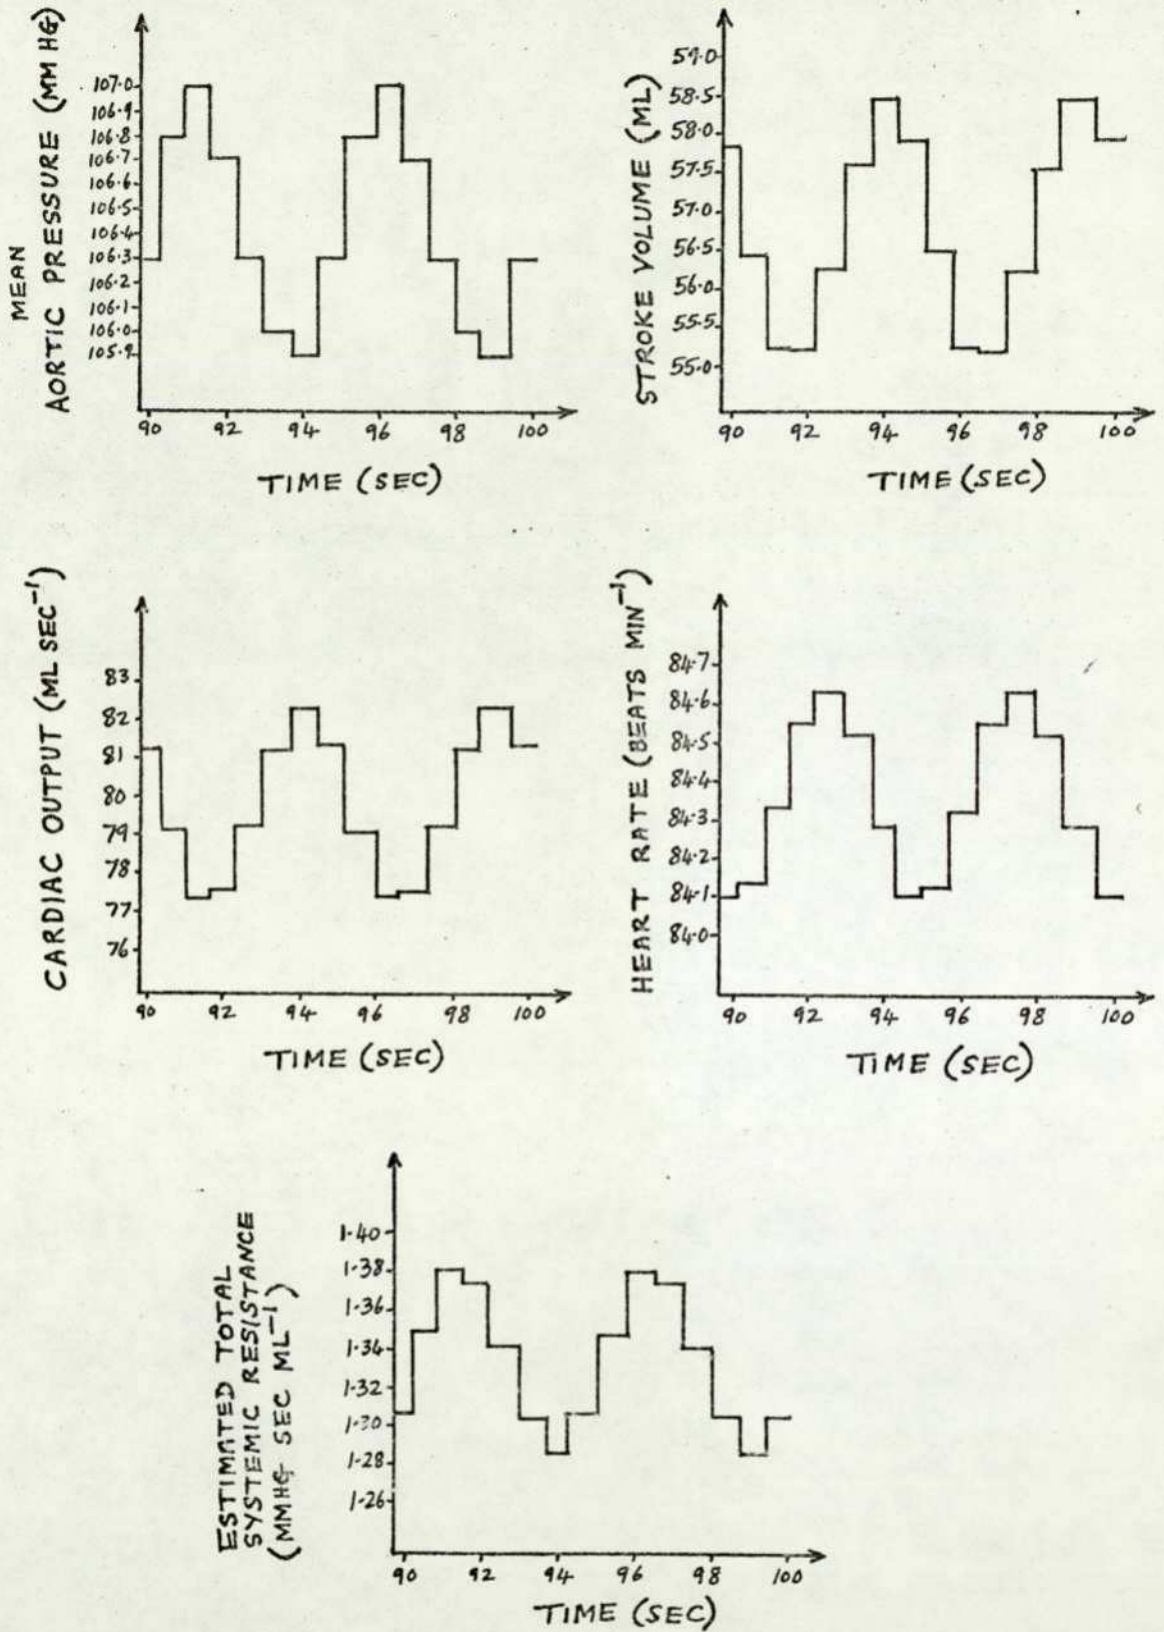 MEAN
AORTIC PRESSURE (MM HG)
107.0
106.9
106.8
106.7
106.6
106.5
106.4
106.3
106.2
106.1
106.0
105.9
90 92 94 96 98 100
TIME (SEC)
STROKE VOLUME (ML)
59.0
58.5
58.0
57.5
57.0
56.5
56.0
55.5
55.0
90 92 94 96 98 100
TIME (SEC)
CARDIAC OUTPUT (ML SEC⁻¹)
83
82
81
80
79
78
77
76
90 92 94 96 98 100
TIME (SEC)
HEART RATE (BEATS MIN⁻¹)
84.7
84.6
84.5
84.4
84.3
84.2
84.1
84.0
90 92 94 96 98 100
TIME (SEC)
ESTIMATED TOTAL
SYSTEMIC RESISTANCE
(MMHG SEC ML⁻¹)
1.40
1.38
1.36
1.34
1.32
1.30
1.28
1.26
90 92 94 96 98 100
TIME (SEC)